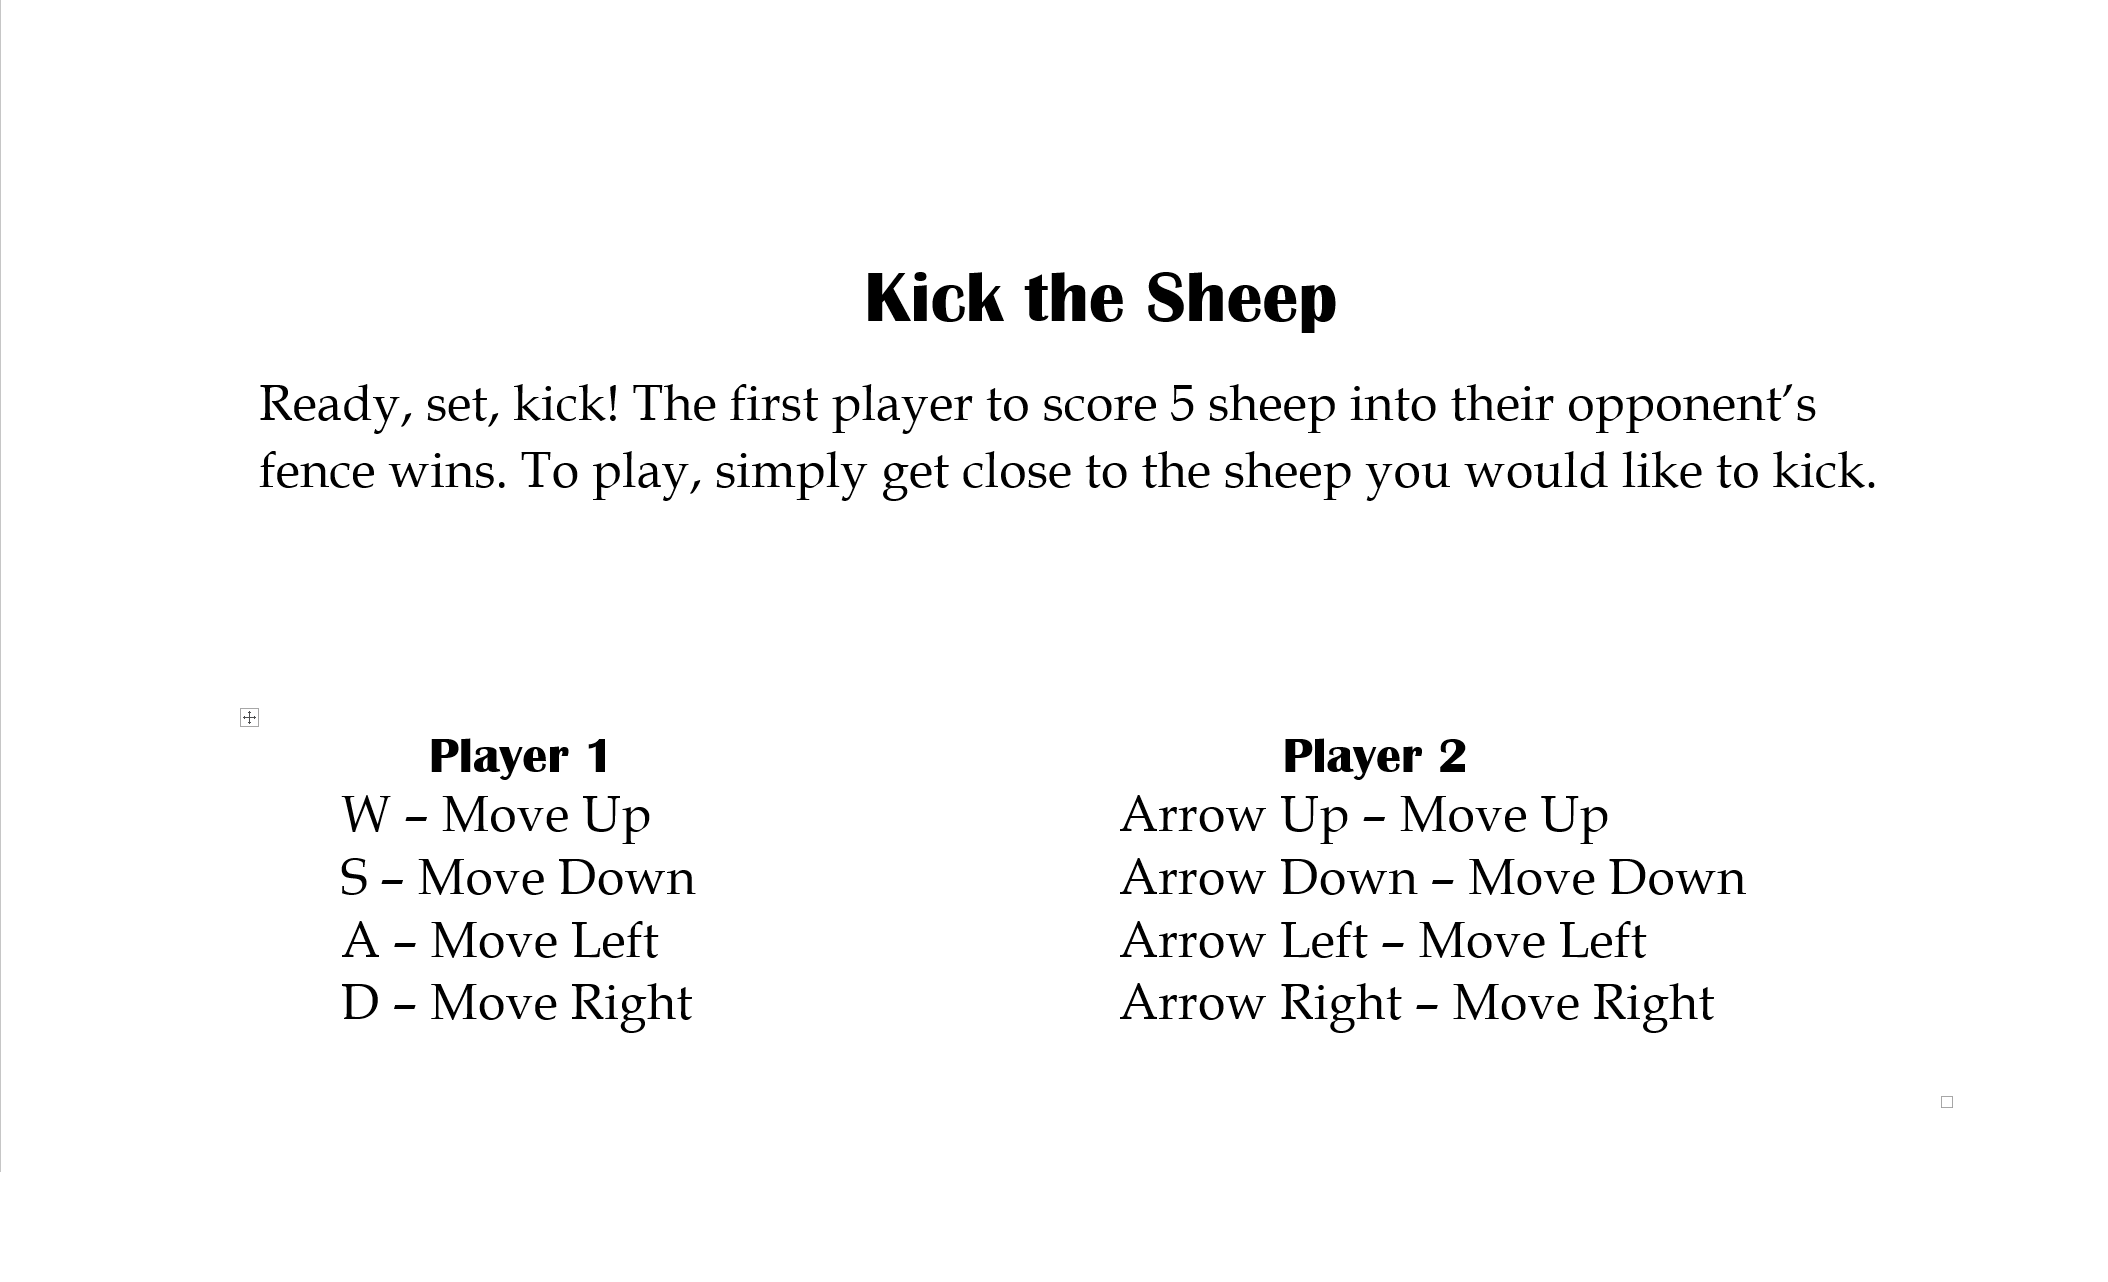 Kick the Sheep
Ready, set, kick! The first player to score 5 sheep into their opponent’s
fence wins. To play, simply get close to the sheep you would like to kick.
Player 1
W – Move Up
S – Move Down
A – Move Left
D – Move Right
Player 2
Arrow Up – Move Up
Arrow Down – Move Down
Arrow Left – Move Left
Arrow Right – Move Right